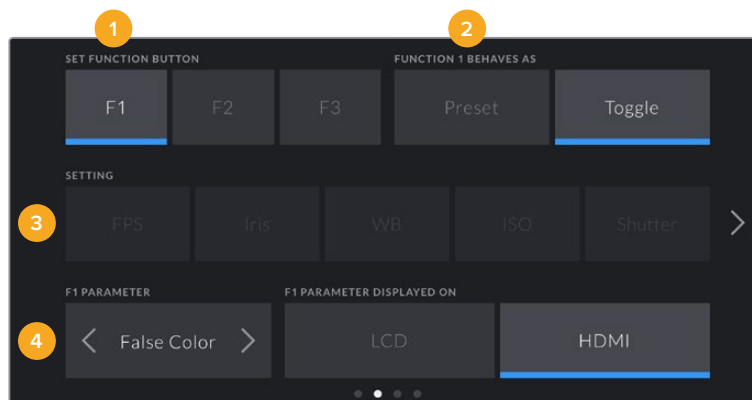 1 2
SET FUNCTION BUTTON FUNCTION 1 BEHAVES AS
F1 F2 F3 Preset Toggle
SETTING
3 FPS Iris WB ISO Shutter
F1 PARAMETER F1 PARAMETER DISPLAYED ON
4 False Color LCD HDMI